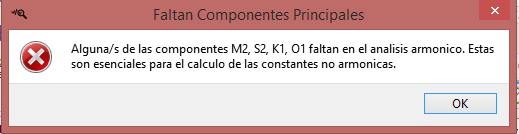 Faltan Componentes Principales
Alguna/s de las componentes M2, S2, K1, O1 faltan en el analisis armonico. Estas
son esenciales para el calculo de las constantes no armonicas.
OK